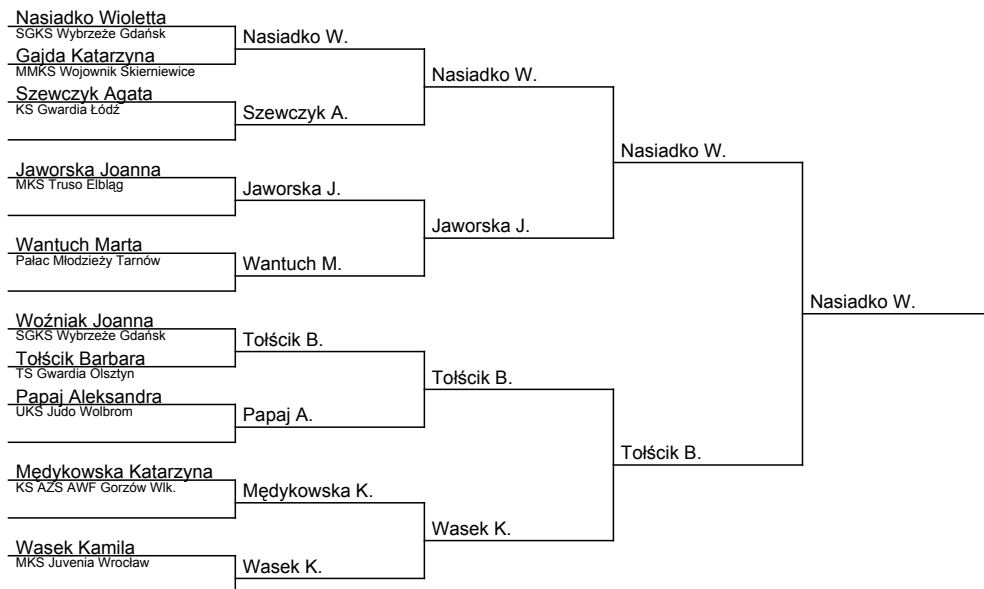 Nasiadko Wioletta
SGKS Wybrzeże Gdańsk
Nasiadko W.
Gajda Katarzyna
MMKS Wojownik Skierniewice
Nasiadko W.
Szewczyk Agata
KS Gwardia Łódź
Szewczyk A.
Nasiadko W.
Jaworska Joanna
MKS Truso Elbląg
Jaworska J.
Jaworska J.
Wantuch Marta
Pałac Młodzieży Tarnów
Wantuch M.
Nasiadko W.
Woźniak Joanna
SGKS Wybrzeże Gdańsk
Tołścik B.
Tołścik Barbara
TS Gwardia Olsztyn
Tołścik B.
Papaj Aleksandra
UKS Judo Wolbrom
Papaj A.
Tołścik B.
Mędykowska Katarzyna
KS AZS AWF Gorzów Wlk.
Mędykowska K.
Wasek K.
Wasek Kamila
MKS Juvenia Wrocław
Wasek K.